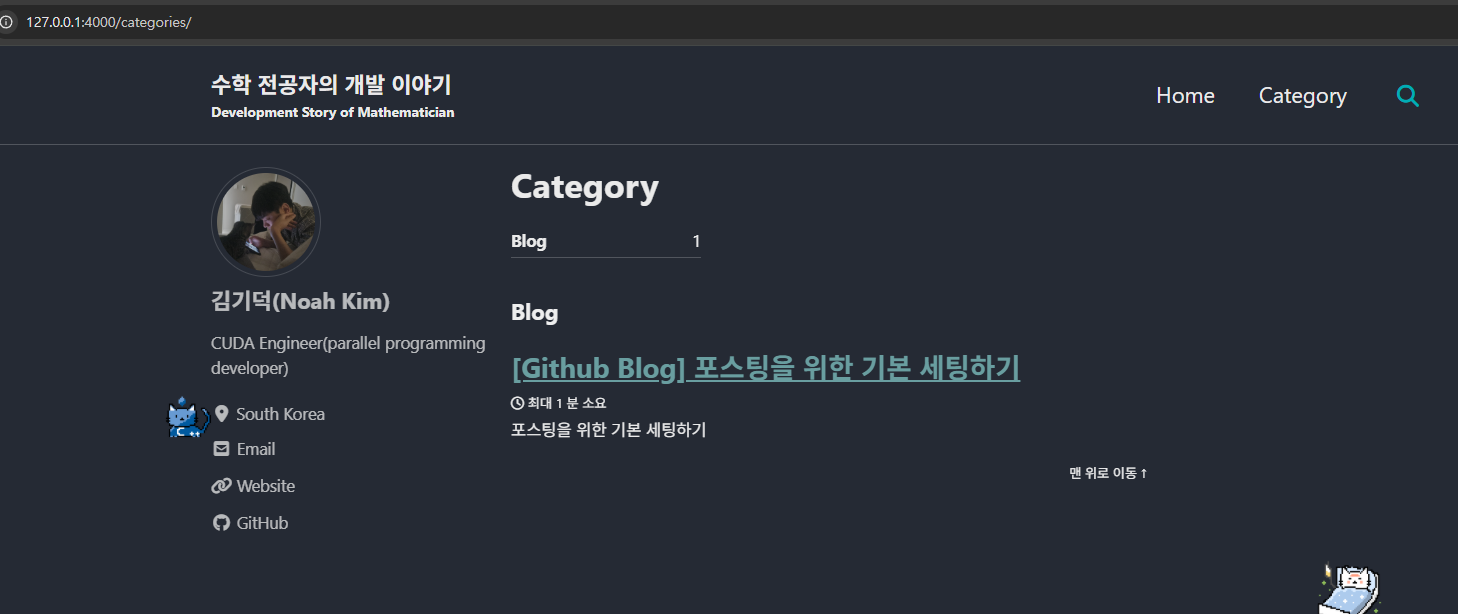 127.0.0.1:4000/categories/
수학 전공자의 개발 이야기
Development Story of Mathematician
Home
Category
김기덕(Noah Kim)
CUDA Engineer(parallel programming
developer)
South Korea
Email
Website
GitHub
Category
Blog 1
Blog
[Github Blog] 포스팅을 위한 기본 세팅하기
최대 1 분 소요
포스팅을 위한 기본 세팅하기
맨 위로 이동 ↑